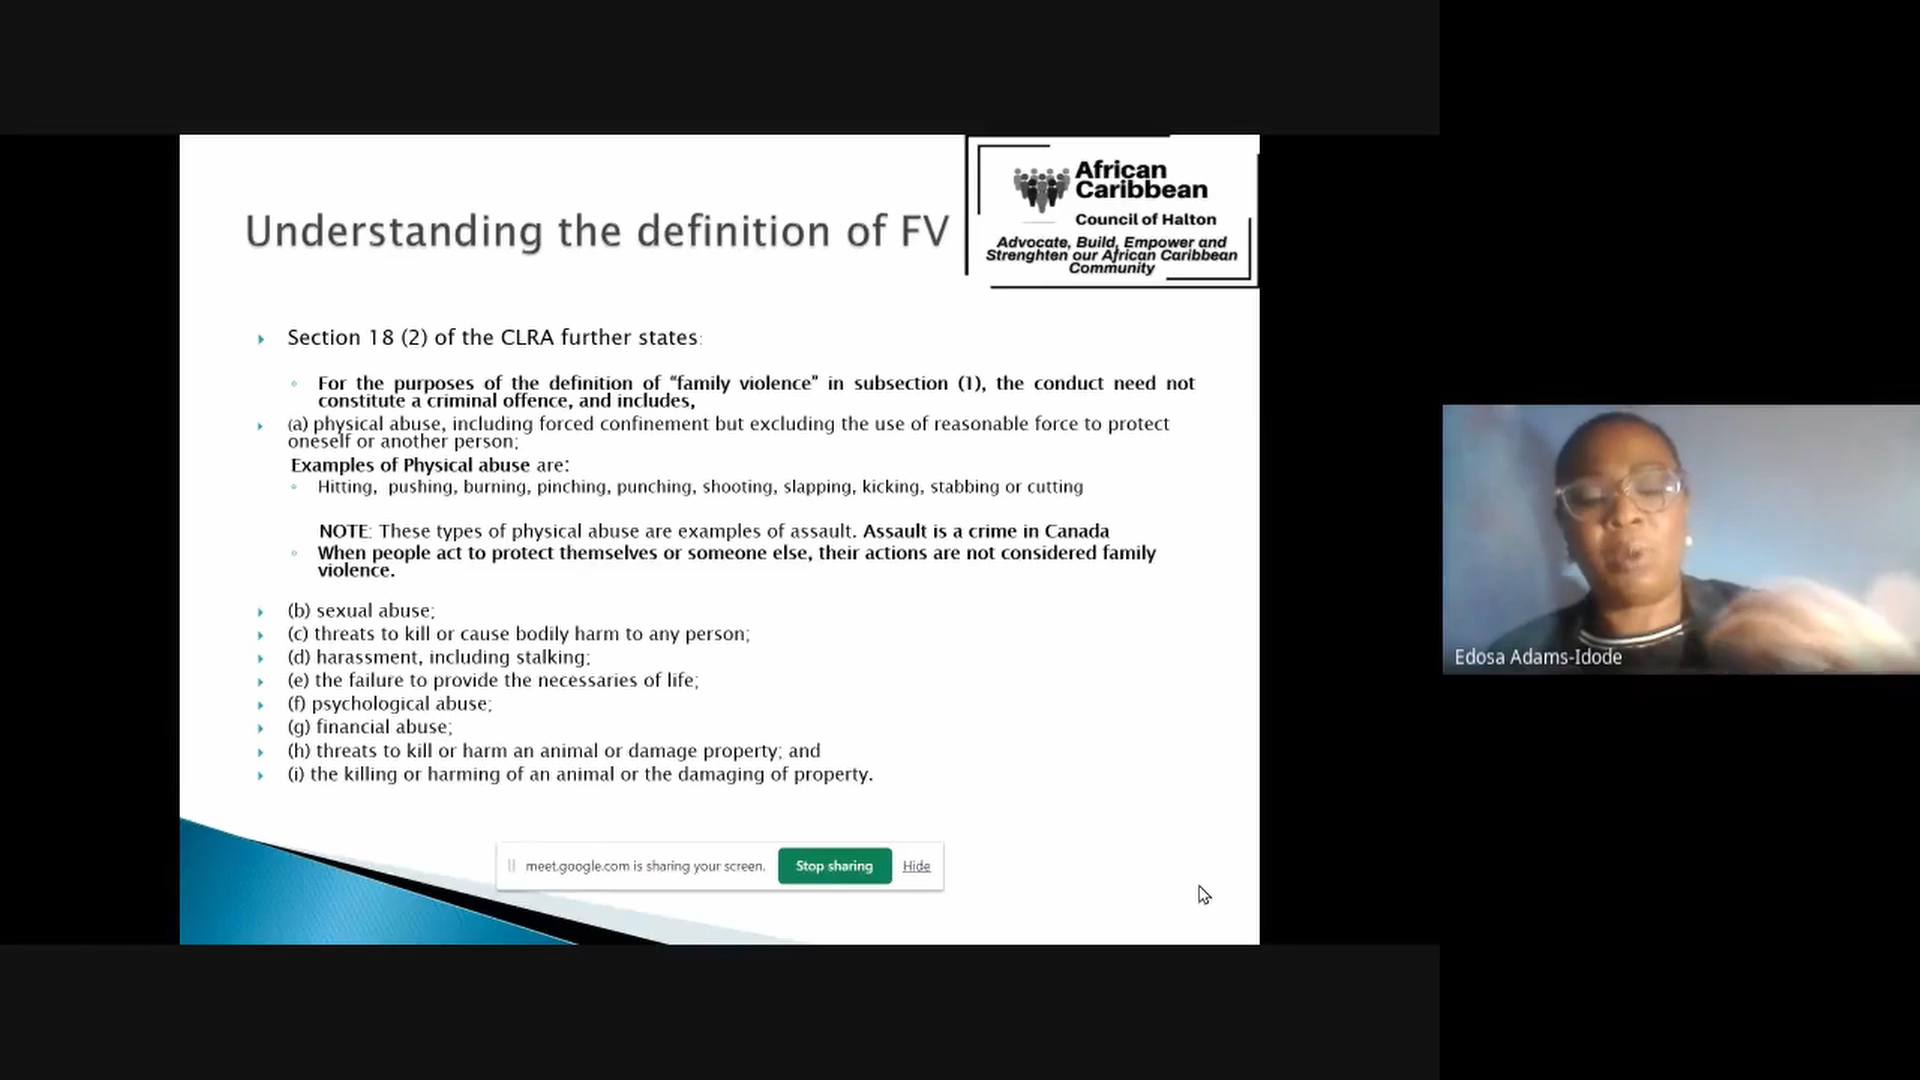 Understanding the definition of FV
African
Caribbean
Council of Halton
Advocate, Build, Empower and
Strenghten our African Caribbean
Community
Section 18 (2) of the CLRA further states:
For the purposes of the definition of “family violence” in subsection (1), the conduct need not
constitute a criminal offence, and includes,
(a) physical abuse, including forced confinement but excluding the use of reasonable force to protect
oneself or another person;
Examples of Physical abuse are:
Hitting, pushing, burning, pinching, punching, shooting, slapping, kicking, stabbing or cutting
NOTE: These types of physical abuse are examples of assault. Assault is a crime in Canada
When people act to protect themselves or someone else, their actions are not considered family
violence.
(b) sexual abuse;
(c) threats to kill or cause bodily harm to any person;
(d) harassment, including stalking;
(e) the failure to provide the necessaries of life;
(f) psychological abuse;
(g) financial abuse;
(h) threats to kill or harm an animal or damage property; and
(i) the killing or harming of an animal or the damaging of property.
meet.google.com is sharing your screen. Stop sharing Hide
Edosa Adams-Idode